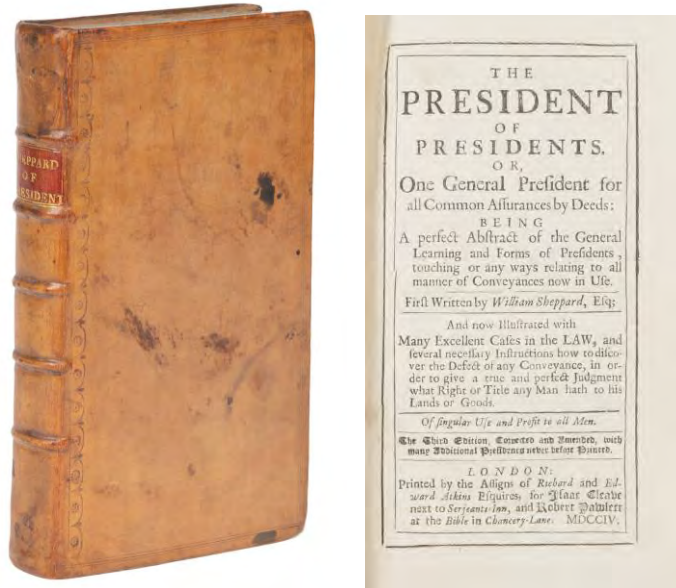 PPARD
OF
RESIDENT
THE
PRESIDENT
OF
PRESIDENTS.
OR,
One General Preſident for
all Common Aſſurances by Deeds:
BEING
A perfect Abſtract of the General
Learning and Forms of Preſidents,
touching or any ways relating to all
manner of Conveyances now in Uſe.
Firſt Written by William Sheppard, Eſq;
And now Illuſtrated with
Many Excellent Caſes in the LAW, and
ſeveral neceſſary Inſtructions how to diſco-
ver the Defect of any Conveyance, in or-
der to give a true and perfect Judgment
what Right or Title any Man hath to his
Lands or Goods.
Of ſingular Uſe and Profit to all Men.
The Third Edition, Corrected and Amended, with
many Additional Preſidents never before Printed.
LONDON:
Printed by the Aſſigns of Richard and Ed-
ward Atkins Eſquires, for Iſaac Cleave
next to Serjeants-Inn, and Robert Pawlett
at the Bible in Chancery-Lane. MDCCIV.